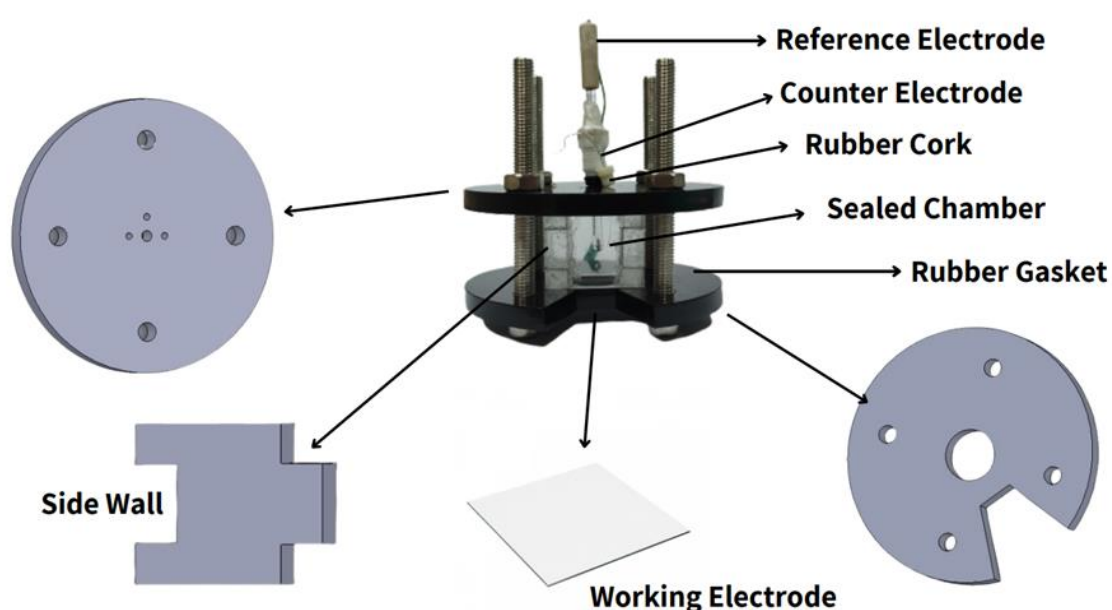 Reference Electrode
Counter Electrode
Rubber Cork
Sealed Chamber
Rubber Gasket
Side Wall
Working Electrode